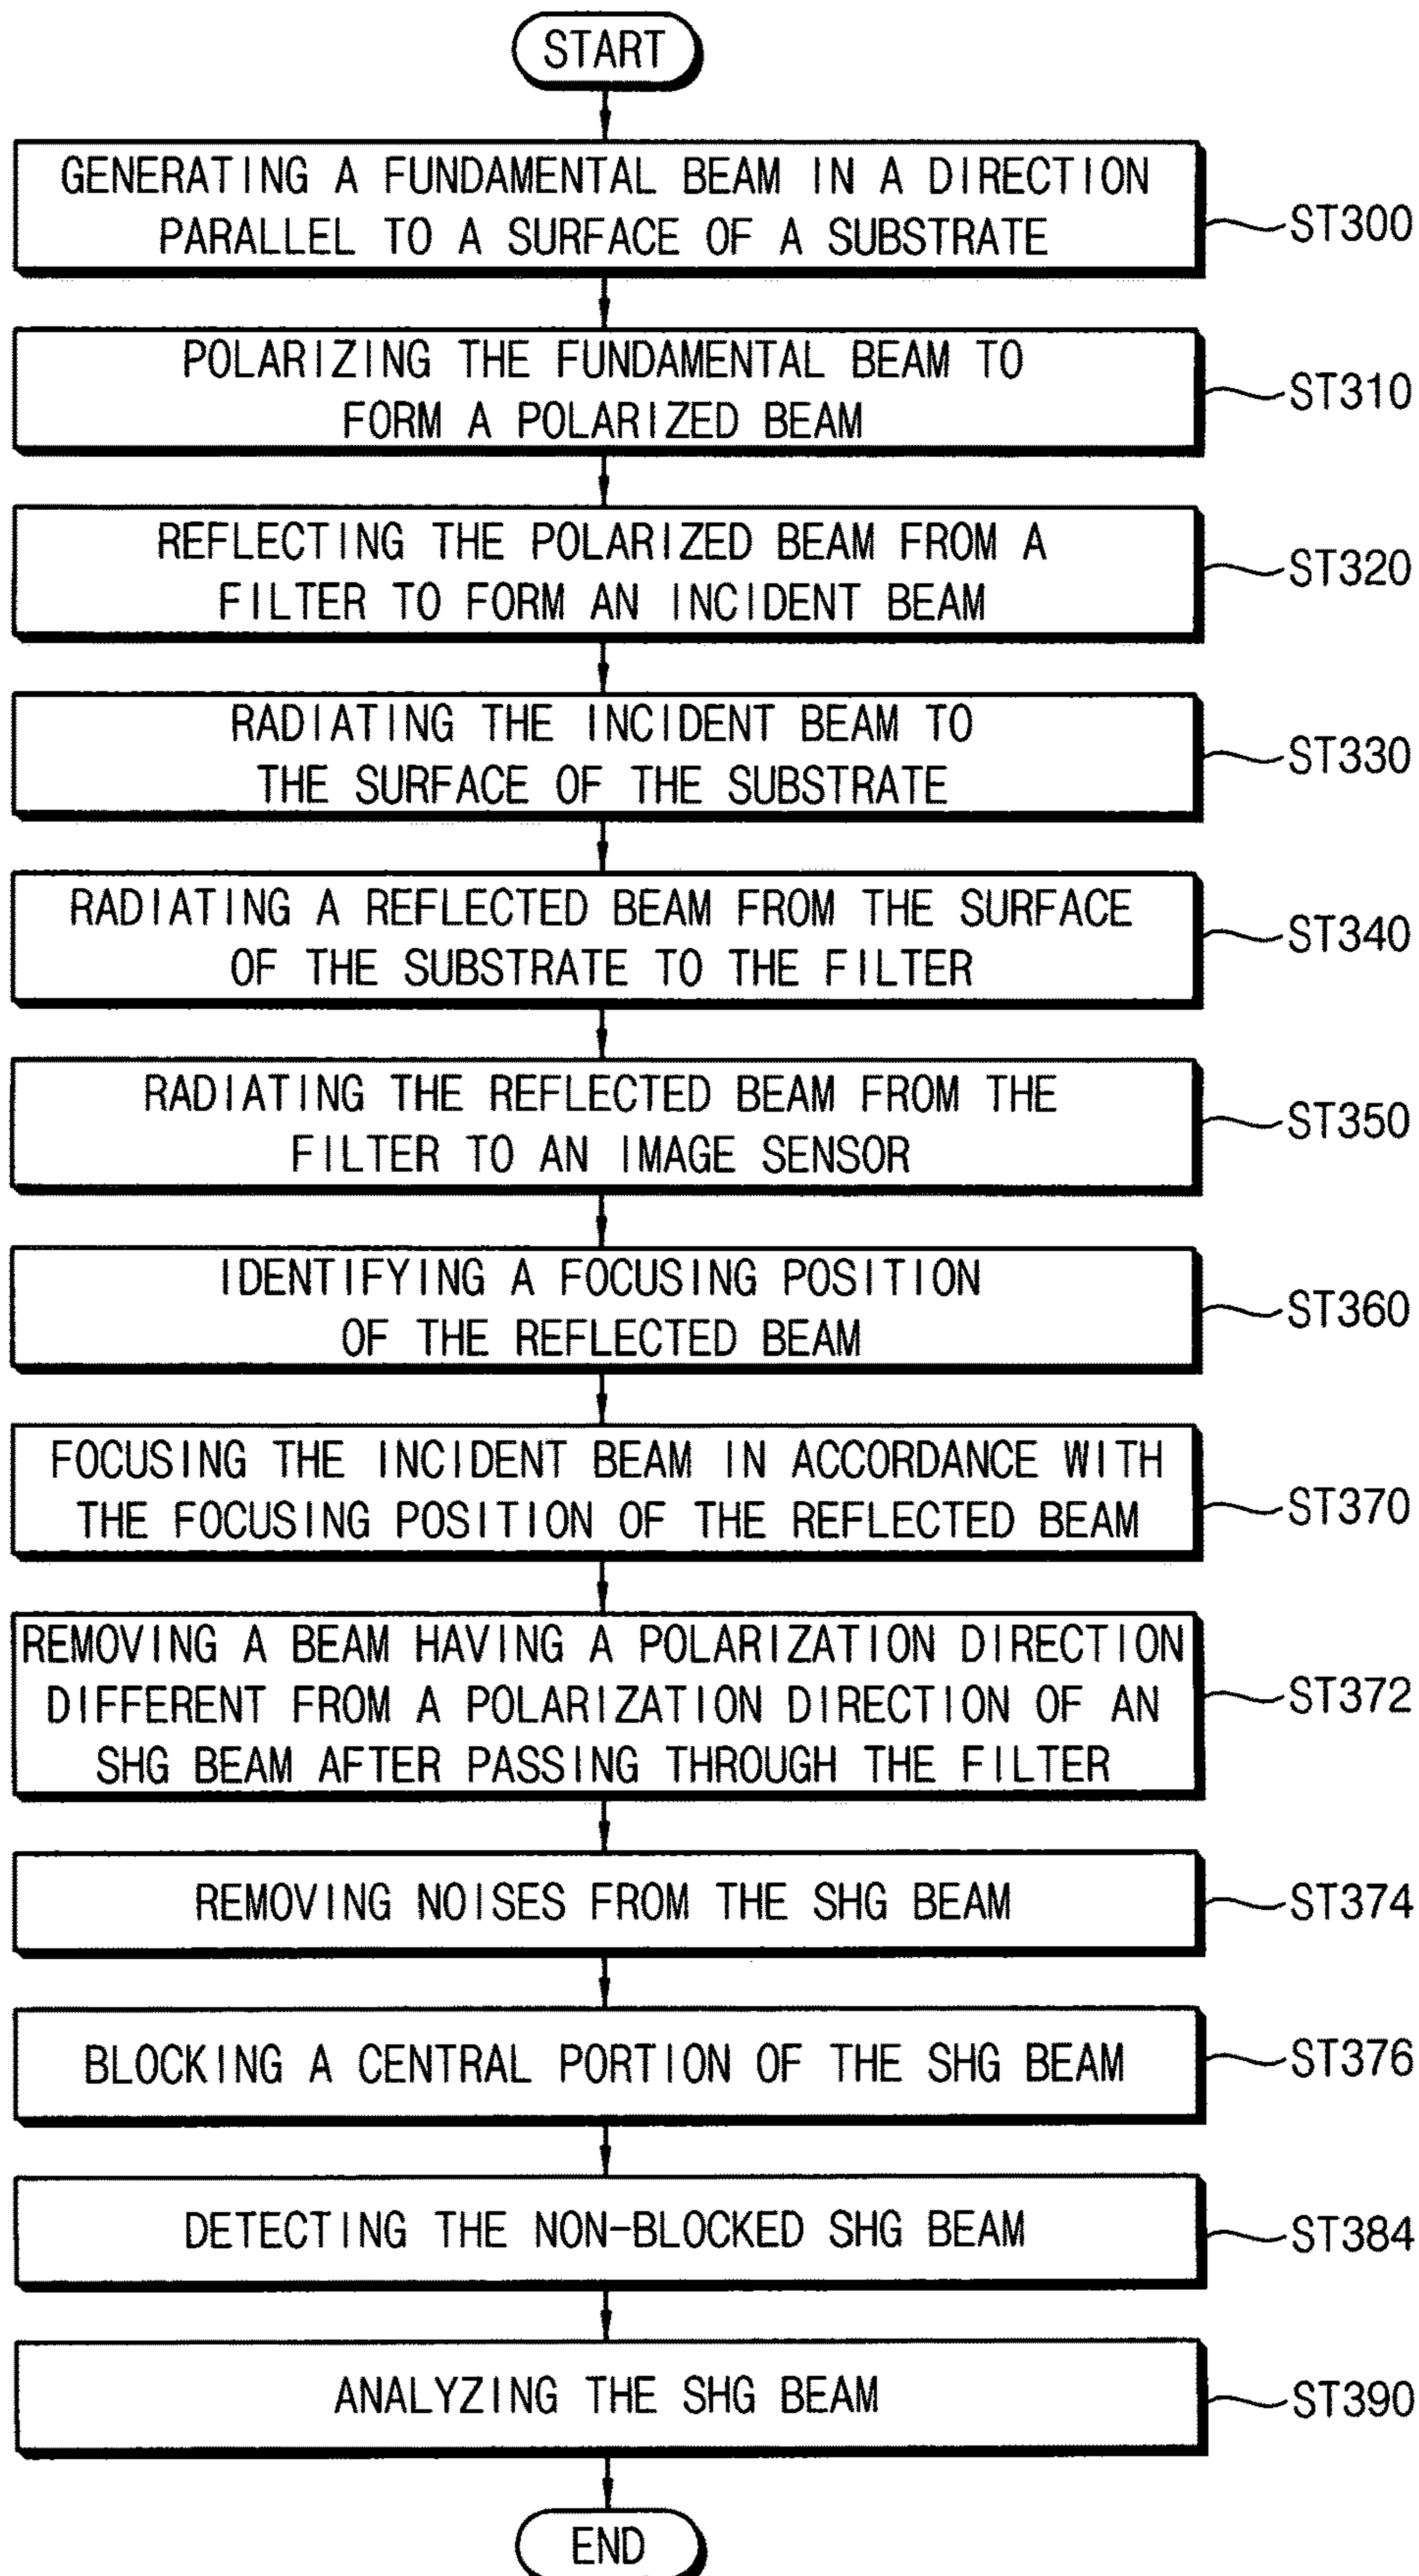 START
GENERATING A FUNDAMENTAL BEAM IN A DIRECTION
PARALLEL TO A SURFACE OF A SUBSTRATE
ST300
POLARIZING THE FUNDAMENTAL BEAM TO
FORM A POLARIZED BEAM
ST310
REFLECTING THE POLARIZED BEAM FROM A
FILTER TO FORM AN INCIDENT BEAM
ST320
RADIATING THE INCIDENT BEAM TO
THE SURFACE OF THE SUBSTRATE
ST330
RADIATING A REFLECTED BEAM FROM THE SURFACE
OF THE SUBSTRATE TO THE FILTER
ST340
RADIATING THE REFLECTED BEAM FROM THE
FILTER TO AN IMAGE SENSOR
ST350
IDENTIFYING A FOCUSING POSITION
OF THE REFLECTED BEAM
ST360
FOCUSING THE INCIDENT BEAM IN ACCORDANCE WITH
THE FOCUSING POSITION OF THE REFLECTED BEAM
ST370
REMOVING A BEAM HAVING A POLARIZATION DIRECTION
DIFFERENT FROM A POLARIZATION DIRECTION OF AN
SHG BEAM AFTER PASSING THROUGH THE FILTER
ST372
REMOVING NOISES FROM THE SHG BEAM
ST374
BLOCKING A CENTRAL PORTION OF THE SHG BEAM
ST376
DETECTING THE NON-BLOCKED SHG BEAM
ST384
ANALYZING THE SHG BEAM
ST390
END